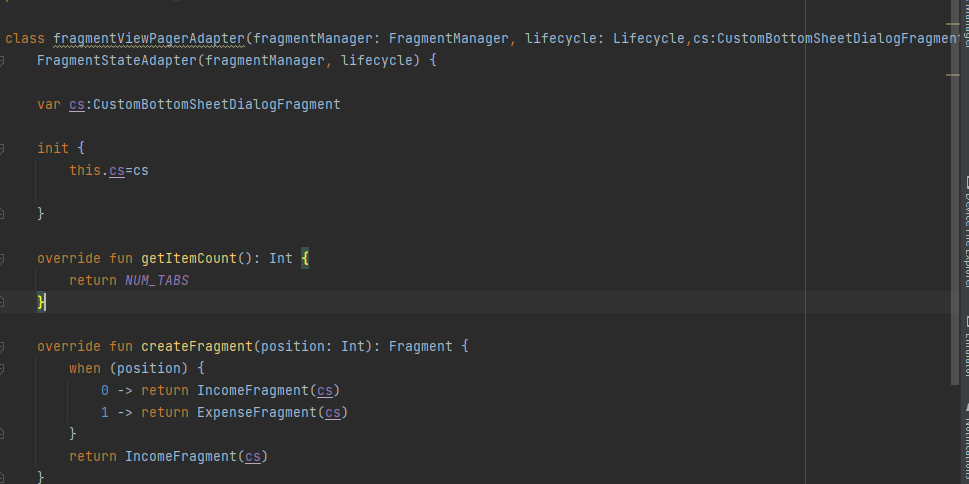 class fragmentViewPagerAdapter(fragmentManager: FragmentManager, lifecycle: Lifecycle,cs:CustomBottomSheetDialogFragment
FragmentStateAdapter(fragmentManager, lifecycle) {
var cs:CustomBottomSheetDialogFragment
init {
this.cs=cs
}
override fun getItemCount(): Int {
return NUM_TABS
}
override fun createFragment(position: Int): Fragment {
when (position) {
0 -> return IncomeFragment(cs)
1 -> return ExpenseFragment(cs)
}
return IncomeFragment(cs)
}